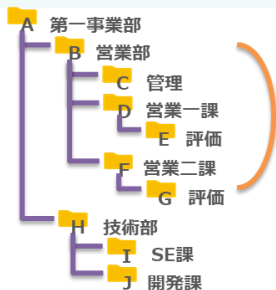 A 第一事業部
B 営業部
C 管理
D 営業一課
E 評価
F 営業二課
G 評価
H 技術部
I SE課
J 開発課